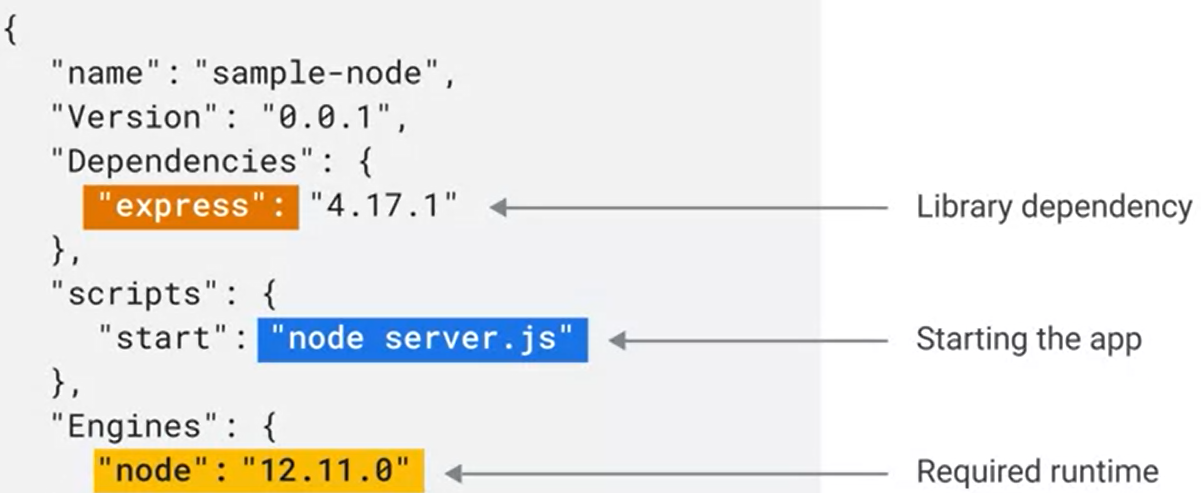 {
"name": "sample-node",
"Version": "0.0.1",
"Dependencies": {
"express": "4.17.1"
Library dependency
},
"scripts": {
"start": "node server.js"
Starting the app
},
"Engines": {
"node": "12.11.0"
Required runtime